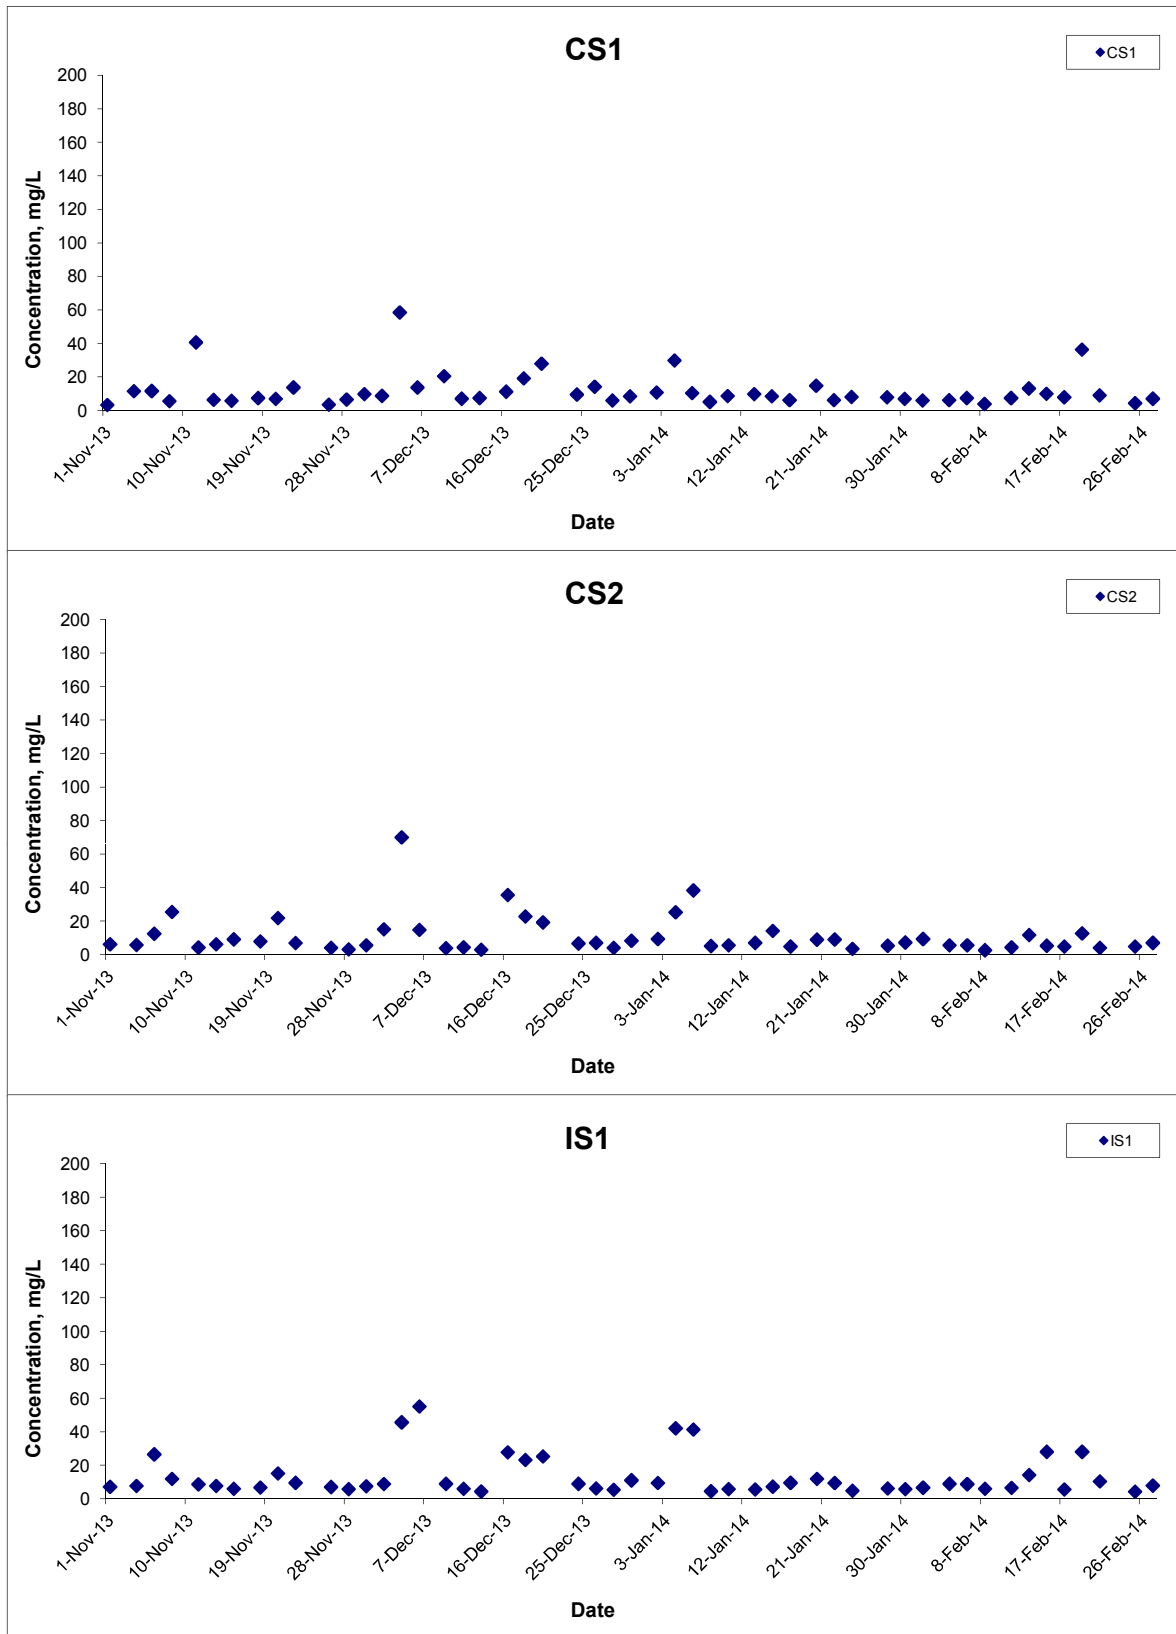 CS1
CS1
200
180
160
140
120
100
80
60
40
20
0
Concentration, mg/L
1-Nov-13
10-Nov-13
19-Nov-13
28-Nov-13
7-Dec-13
16-Dec-13
25-Dec-13
3-Jan-14
12-Jan-14
21-Jan-14
30-Jan-14
8-Feb-14
17-Feb-14
26-Feb-14
Date
CS2
CS2
200
180
160
140
120
100
80
60
40
20
0
Concentration, mg/L
1-Nov-13
10-Nov-13
19-Nov-13
28-Nov-13
7-Dec-13
16-Dec-13
25-Dec-13
3-Jan-14
12-Jan-14
21-Jan-14
30-Jan-14
8-Feb-14
17-Feb-14
26-Feb-14
Date
IS1
IS1
200
180
160
140
120
100
80
60
40
20
0
Concentration, mg/L
1-Nov-13
10-Nov-13
19-Nov-13
28-Nov-13
7-Dec-13
16-Dec-13
25-Dec-13
3-Jan-14
12-Jan-14
21-Jan-14
30-Jan-14
8-Feb-14
17-Feb-14
26-Feb-14
Date